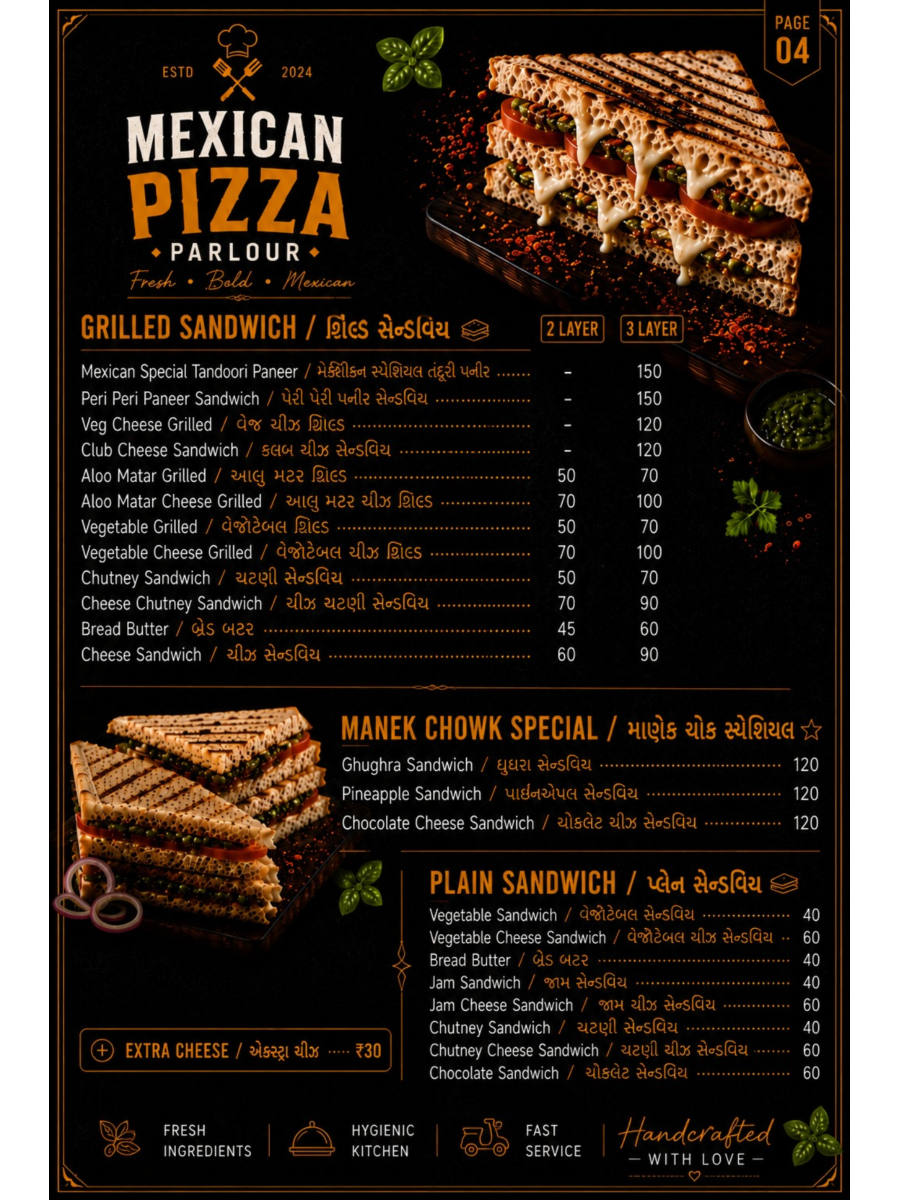 PAGE
04
ESTD 2024
MEXICAN
PIZZA
PARLOUR
Fresh • Bold • Mexican
GRILLED SANDWICH / ગ્રિલ્ડ સેન્ડવિચ 2 LAYER 3 LAYER
Mexican Special Tandoori Paneer / સ્પેશિયલ તંદૂરી પનીર ....... – 150
Peri Peri Paneer Sandwich / પેરી પેરી પનીર સેન્ડવિચ ....... – 150
Veg Cheese Grilled / વેજ ચીઝ ગ્રિલ્ડ ....... – 120
Club Cheese Sandwich / કલબ ચીઝ સેન્ડવિચ ....... – 120
Aloo Matar Grilled / આલુ મટર ગ્રિલ્ડ ....... 50 70
Aloo Matar Cheese Grilled / આલુ મટર ચીઝ ગ્રિલ્ડ ....... 70 100
Vegetable Grilled / વેજીટેબલ ગ્રિલ્ડ ....... 50 70
Vegetable Cheese Grilled / વેજીટેબલ ચીઝ ગ્રિલ્ડ ....... 70 100
Chutney Sandwich / ચટણી સેન્ડવિચ ....... 50 70
Cheese Chutney Sandwich / ચીઝ ચટણી સેન્ડવિચ ....... 70 90
Bread Butter / બ્રેડ બટર ....... 45 60
Cheese Sandwich / ચીઝ સેન્ડવિચ ....... 60 90
MANEK CHOWK SPECIAL / માણેક ચોક સ્પેશિયલ
Ghughra Sandwich / ઘુઘરા સેન્ડવિચ ....... 120
Pineapple Sandwich / પાઈનએપલ સેન્ડવિચ ....... 120
Chocolate Cheese Sandwich / ચોકલેટ ચીઝ સેન્ડવિચ ....... 120
PLAIN SANDWICH / પ્લેન સેન્ડવિચ
Vegetable Sandwich / વેજીટેબલ સેન્ડવિચ ....... 40
Vegetable Cheese Sandwich / વેજીટેબલ ચીઝ સેન્ડવિચ ·· 60
Bread Butter / બ્રેડ બટર ....... 40
Jam Sandwich / જામ સેન્ડવિચ ....... 40
Jam Cheese Sandwich / જામ ચીઝ સેન્ડવિચ ....... 60
Chutney Sandwich / ચટણી સેન્ડવિચ ....... 40
Chutney Cheese Sandwich / ચટણી ચીઝ સેન્ડવિચ ....... 60
Chocolate Sandwich / ચોકલેટ સેન્ડવિચ ....... 60
EXTRA CHEESE / એક્સ્ટ્રા ચીઝ ····· ₹30
FRESH
INGREDIENTS
HYGIENIC
KITCHEN
FAST
SERVICE
Handcrafted
– WITH LOVE –